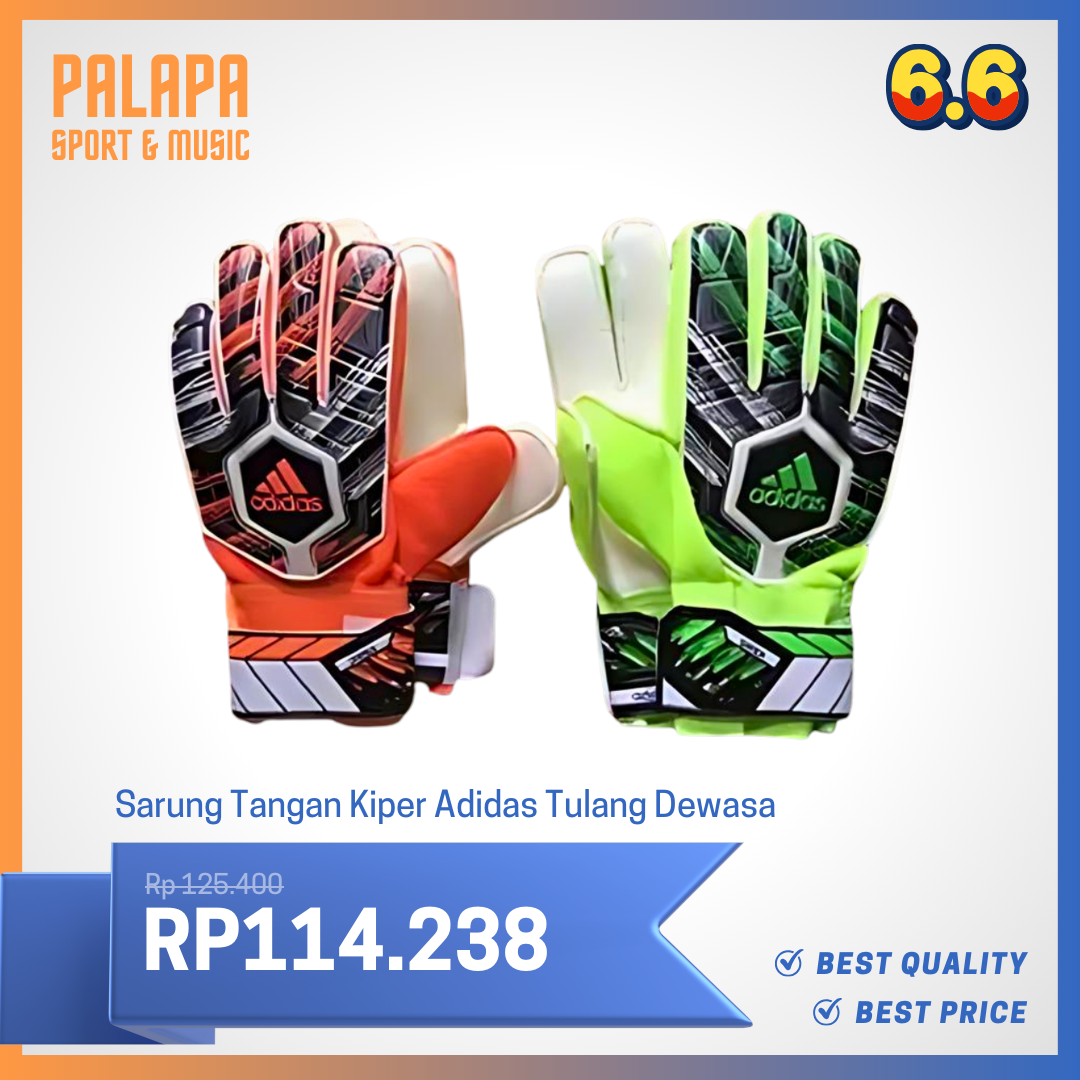 PALAPA
SPORT & MUSIC
6.6
adidas
adidas
Sarung Tangan Kiper Adidas Tulang Dewasa
Rp 125.400
RP114.238
BEST QUALITY
BEST PRICE